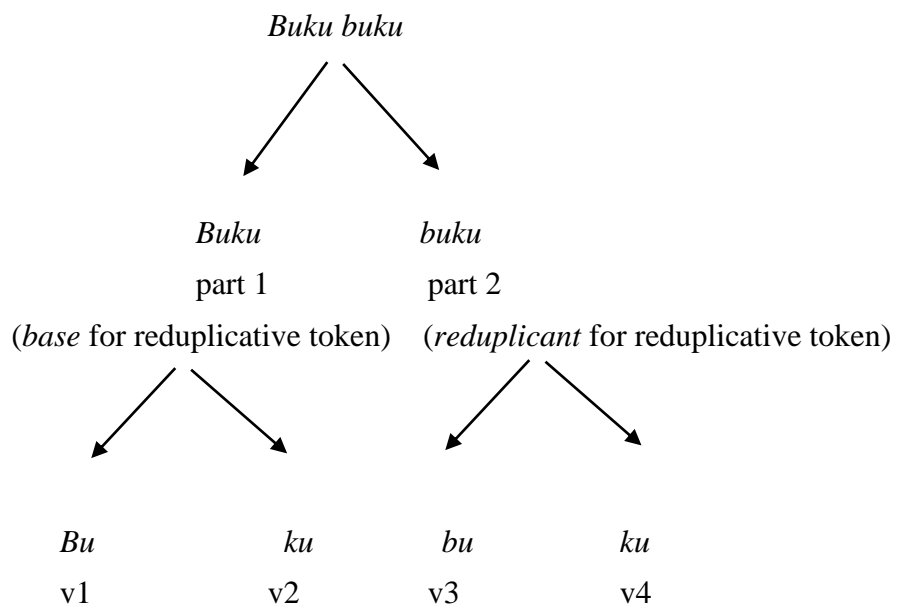 Buku buku
Buku buku
part 1 part 2
(base for reduplicative token) (reduplicant for reduplicative token)
Bu ku bu ku
v1 v2 v3 v4